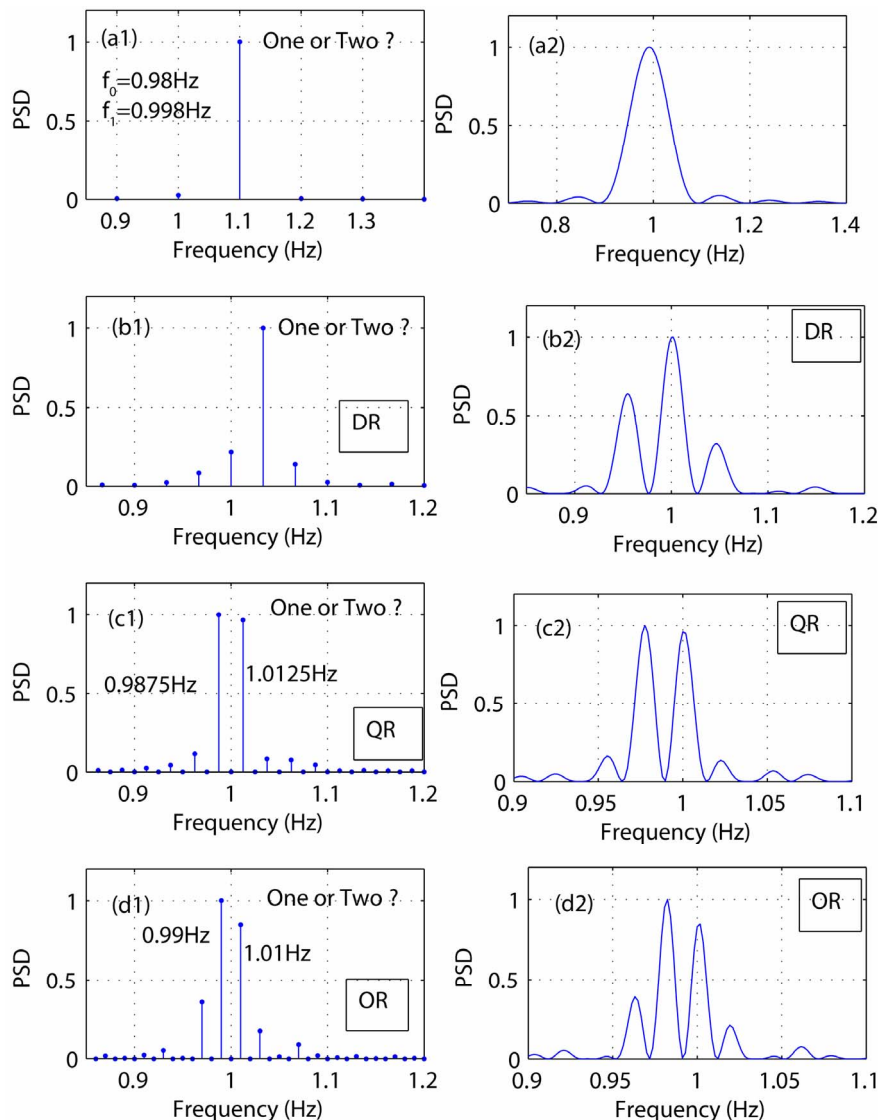 (a1) One or Two ?
f0=0.98Hz
f1=0.998Hz
1
0.5
0
PSD
0.9 1 1.1 1.2 1.3
Frequency (Hz)
(a2)
1
0.5
0
PSD
0.8 1 1.2 1.4
Frequency (Hz)
(b1) One or Two ?
DR
1
0.5
0
PSD
0.9 1 1.1 1.2
Frequency (Hz)
(b2) DR
1
0.5
0
PSD
0.9 1 1.1 1.2
Frequency (Hz)
(c1) One or Two ?
0.9875Hz 1.0125Hz
QR
1
0.5
0
PSD
0.9 1 1.1 1.2
Frequency (Hz)
(c2) QR
1
0.5
0
PSD
0.9 0.95 1 1.05 1.1
Frequency (Hz)
(d1) One or Two ?
0.99Hz 1.01Hz
OR
1
0.5
0
PSD
0.9 1 1.1 1.2
Frequency (Hz)
(d2) OR
1
0.5
0
PSD
0.9 0.95 1 1.05 1.1
Frequency (Hz)